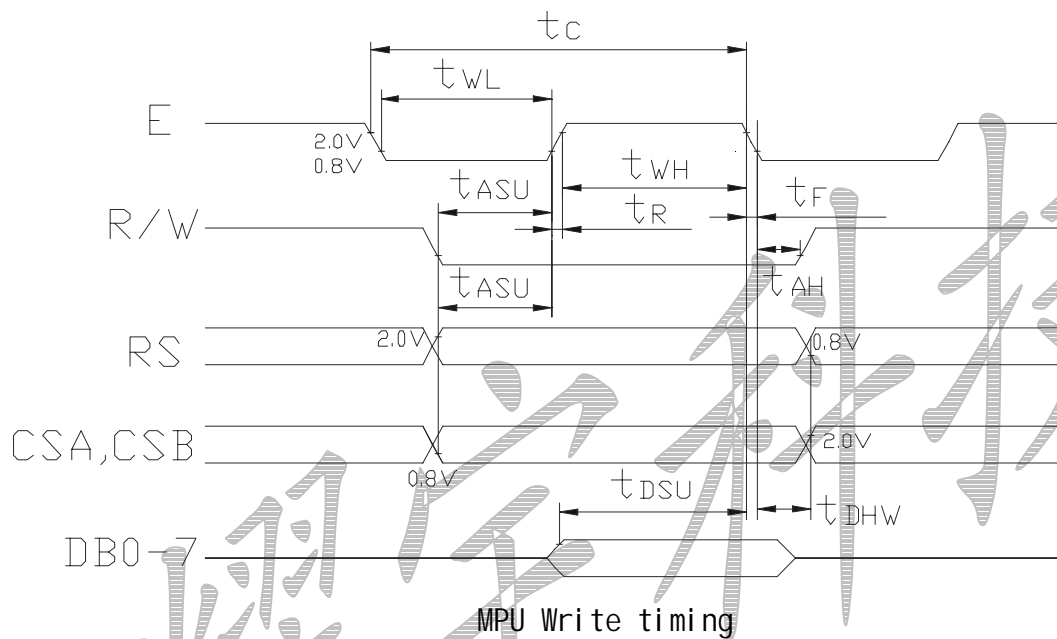 tC
tWL
E
2.0V
0.8V
tWH
tASU
tF
tR
R/W
tASU
tAH
2.0V
0.8V
RS
CSA,CSB
2.0V
0.8V
tDSU
tDHW
DB0-7
MPU Write timing